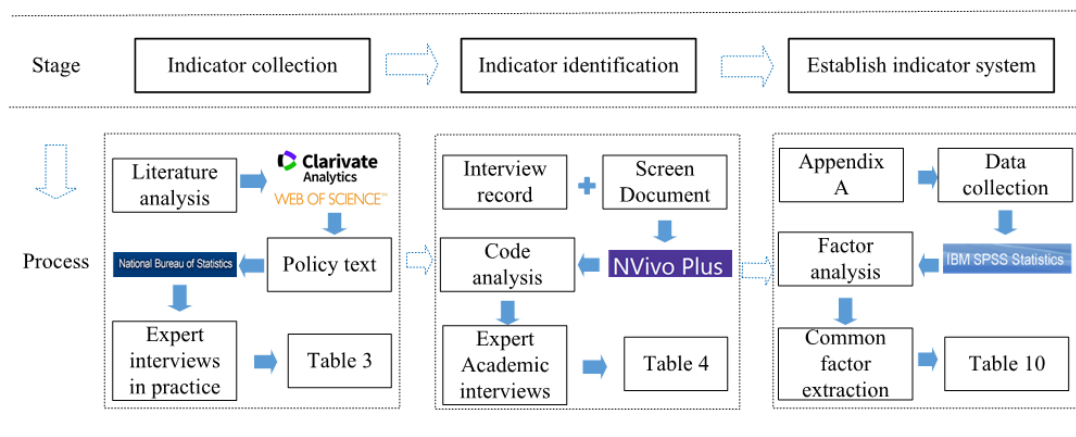 Stage
Indicator collection
Indicator identification
Establish indicator system
Process
Literature
analysis
Clarivate
Analytics
WEB OF SCIENCE™
National Bureau of Statistics
Policy text
Expert
interviews
in practice
Table 3
Interview
record
Screen
Document
Code
analysis
NVivo Plus
Expert
Academic
interviews
Table 4
Appendix
A
Data
collection
Factor
analysis
IBM SPSS Statistics
Common
factor
extraction
Table 10